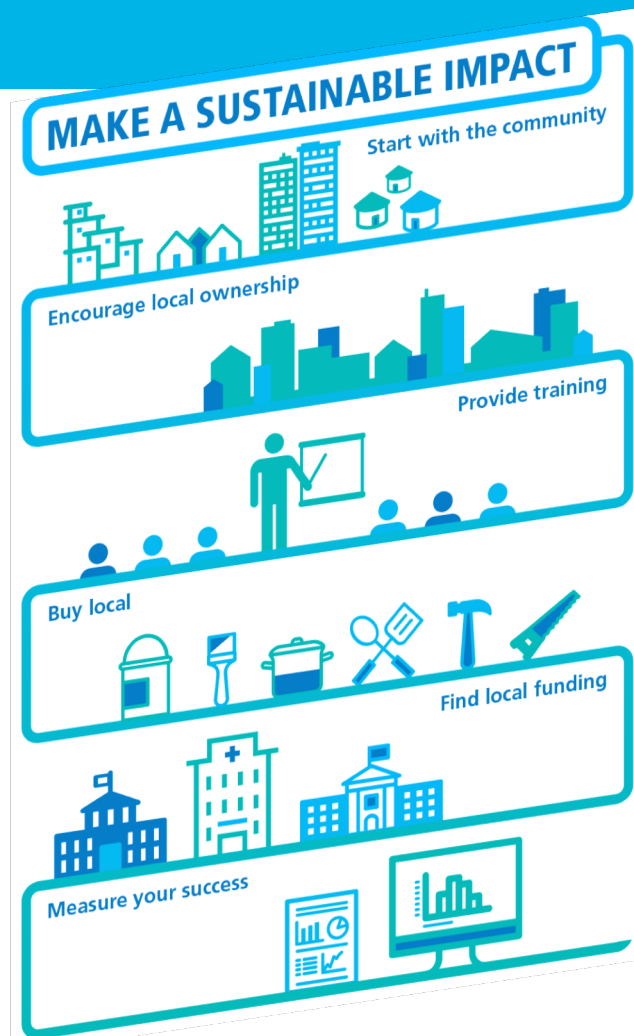 MAKE A SUSTAINABLE IMPACT
Start with the community
Encourage local ownership
Provide training
Buy local
Find local funding
Measure your success